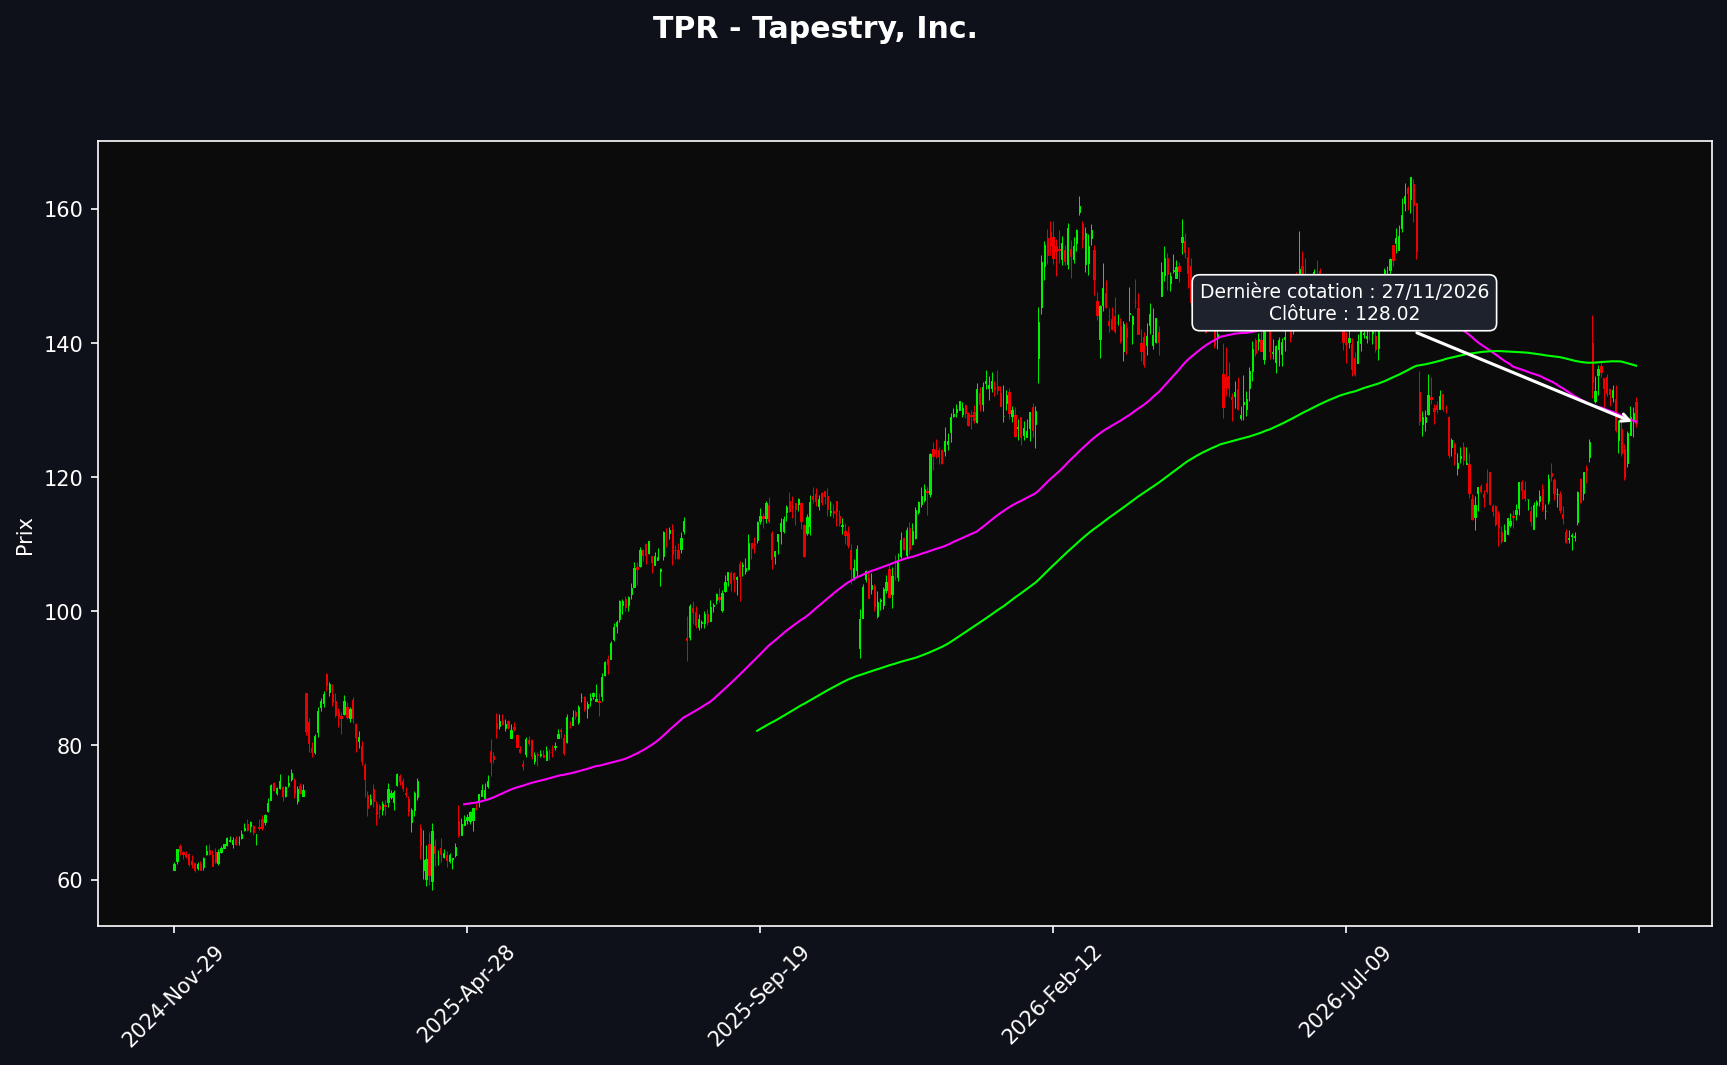 TPR - Tapestry, Inc.
Prix
160
140
120
100
80
60
Dernière cotation : 27/11/2026
Clôture : 128.02
2024-Nov-29
2025-Apr-28
2025-Sep-19
2026-Feb-12
2026-Jul-09